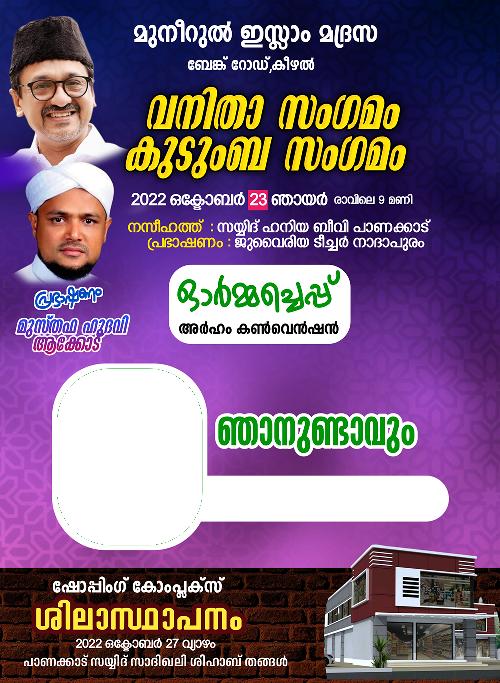 മുനീറുൽ ഇസ്ലാം മദ്രസ
ബേങ്ക് റോഡ്,കീഴൽ
വനിതാ സംഗമം
കുടുംബ സംഗമം
2022 ഒക്ടോബർ 23 ഞായർ രാവിലെ 9 മണി
നസീഹത്ത് : സയ്യിദ് ഹനിയ ബീവി പാണക്കാട്
പ്രഭാഷണം : ജുവൈരിയ ടീച്ചർ നാദാപുരം
പ്രഭാഷണം
മുസ്തഫ ഹുദവി
ആക്കോട്
ഓർമ്മച്ചെപ്പ്
അർഹം കൺവെൻഷൻ
ഞാനുണ്ടാവും
ഷോപ്പിംഗ് കോംപ്ലക്സ്
ശിലാസ്ഥാപനം
2022 ഒക്ടോബർ 27 വ്യാഴം
പാണക്കാട് സയ്യിദ് സാദിഖലി ശിഹാബ് തങ്ങൾ